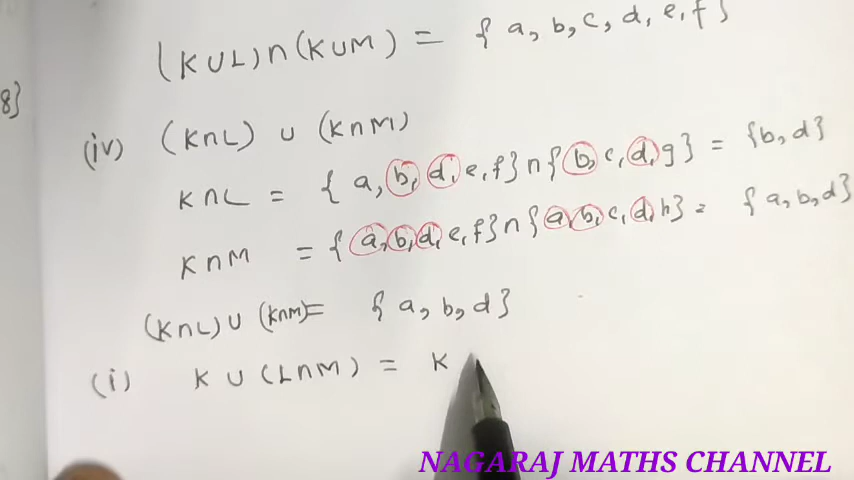 (K∪L)∩(K∪M) = { a, b, c, d, e, f }
8}
(iv) (K∩L) ∪ (K∩M)
K∩L = { a, b, d, e, f } ∩ { b, c, d, g } = { b, d }
K∩M = { a, b, d, e, f } ∩ { a, b, c, d, h } = { a, b, d }
(K∩L) ∪ (K∩M) = { a, b, d }
(i) K ∪ (L∩M) = K
NAGARAJ MATHS CHANNEL